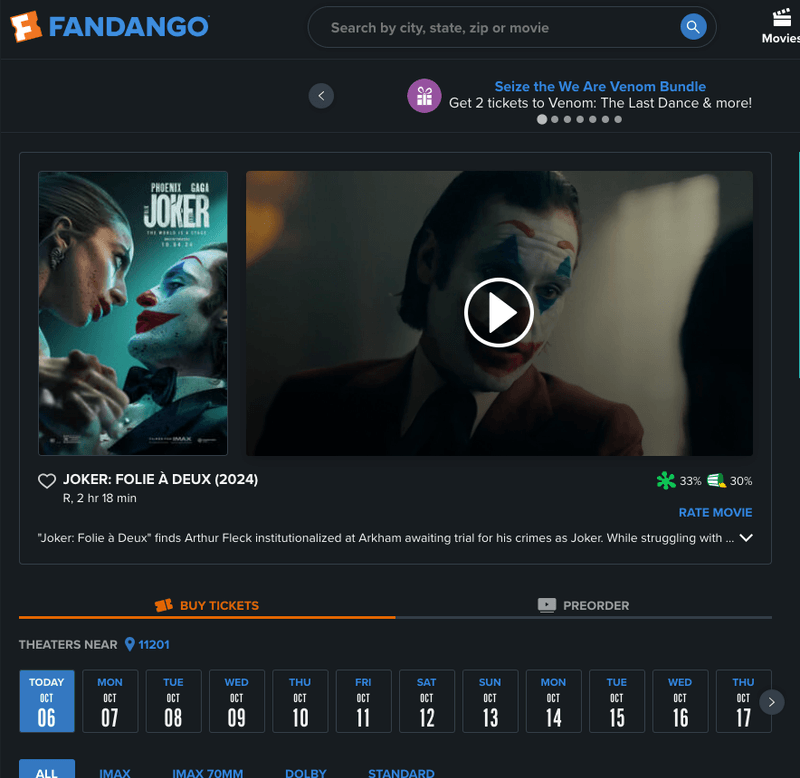 FANDANGO
Search by city, state, zip or movie
Movies
Seize the We Are Venom Bundle
Get 2 tickets to Venom: The Last Dance & more!
PHOENIX GAGA
JOKER
THE WORLD IS A STAGE
10.04.24
IMAX
JOKER: FOLIE À DEUX (2024)
33% 30%
R, 2 hr 18 min
RATE MOVIE
"Joker: Folie à Deux" finds Arthur Fleck institutionalized at Arkham awaiting trial for his crimes as Joker. While struggling with ...
BUY TICKETS PREORDER
THEATERS NEAR 11201
TODAY MON TUE WED THU FRI SAT SUN MON TUE WED THU
OCT OCT OCT OCT OCT OCT OCT OCT OCT OCT OCT OCT
06 07 08 09 10 11 12 13 14 15 16 17
ALL IMAX IMAX 70MM DOLBY STANDARD